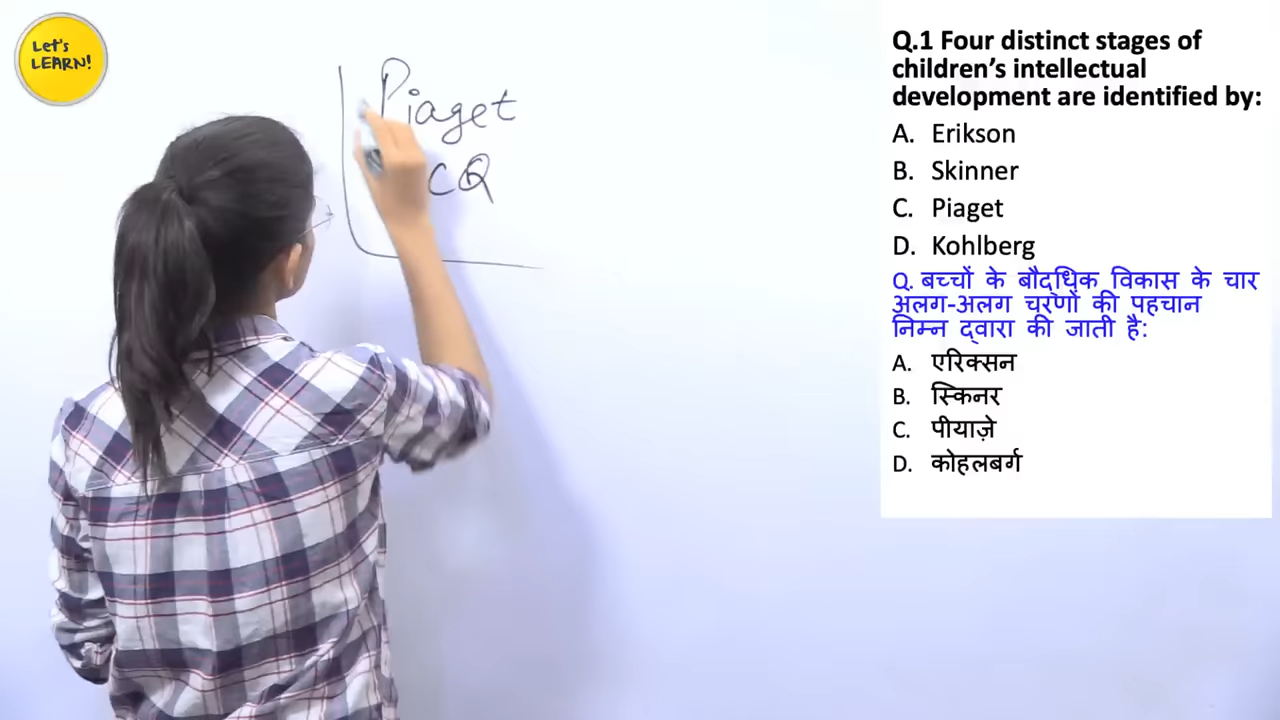 Let's
LEARN!
Piaget
CQ
Q.1 Four distinct stages of
children's intellectual
development are identified by:
A. Erikson
B. Skinner
C. Piaget
D. Kohlberg
Q. बच्चों के बौद्धिक विकास के चार
अलग-अलग चरणों की पहचान
निम्न द्वारा की जाती है:
A. एरिक्सन
B. स्किनर
C. पीयाज़े
D. कोहलबर्ग